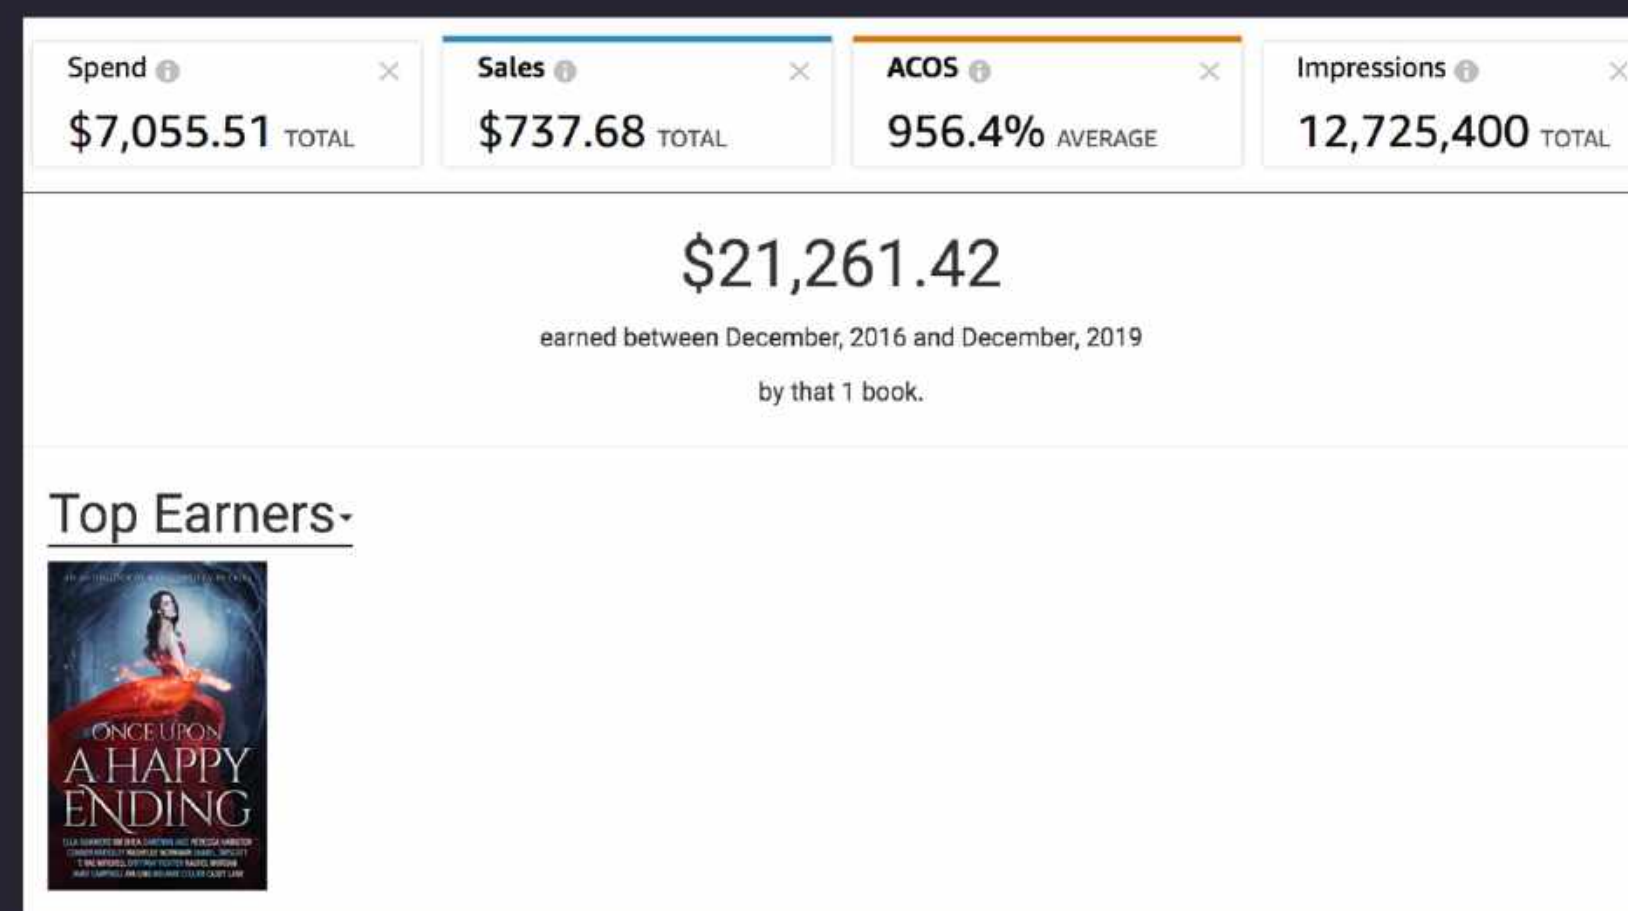 Spend
$7,055.51 TOTAL
Sales
$737.68 TOTAL
ACOS
956.4% AVERAGE
Impressions
12,725,400 TOTAL
$21,261.42
earned between December, 2016 and December, 2019
by that 1 book.
Top Earners
ONCE UPON
A HAPPY
ENDING